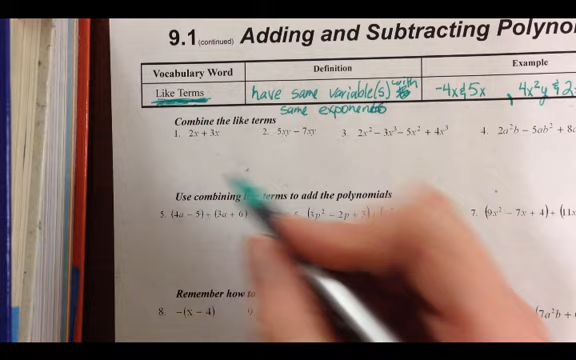 9.1 (continued) Adding and Subtracting Polyno
Vocabulary Word Definition Example
Like Terms have same variable(s) with same exponents -4x & 5x , 4x²y & 2
Combine the like terms
1. 2x + 3x 2. 5xy − 7xy 3. 2x² − 3x³ − 5x² + 4x³ 4. 2a²b − 5ab² + 8
Use combining terms to add the polynomials
5. (4a − 5) + (3a + 6) 7. (9x² − 7x + 4) + (11x
Remember how to
8. −(x − 4) 9. (7a²b +